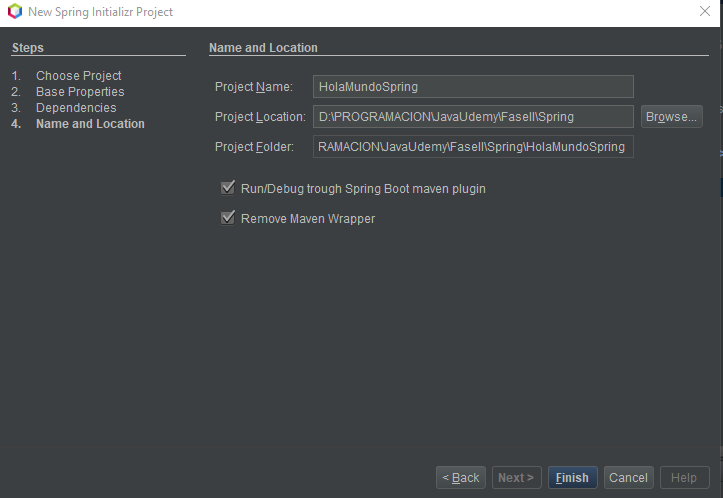 New Spring Initializr Project
Steps
1. Choose Project
2. Base Properties
3. Dependencies
4. Name and Location
Name and Location
Project Name: HolaMundoSpring
Project Location: D:\PROGRAMACION\JavaUdemy\FaseII\Spring Browse...
Project Folder: RAMACION\JavaUdemy\FaseII\Spring\HolaMundoSpring
Run/Debug trough Spring Boot maven plugin
Remove Maven Wrapper
< Back Next > Finish Cancel Help